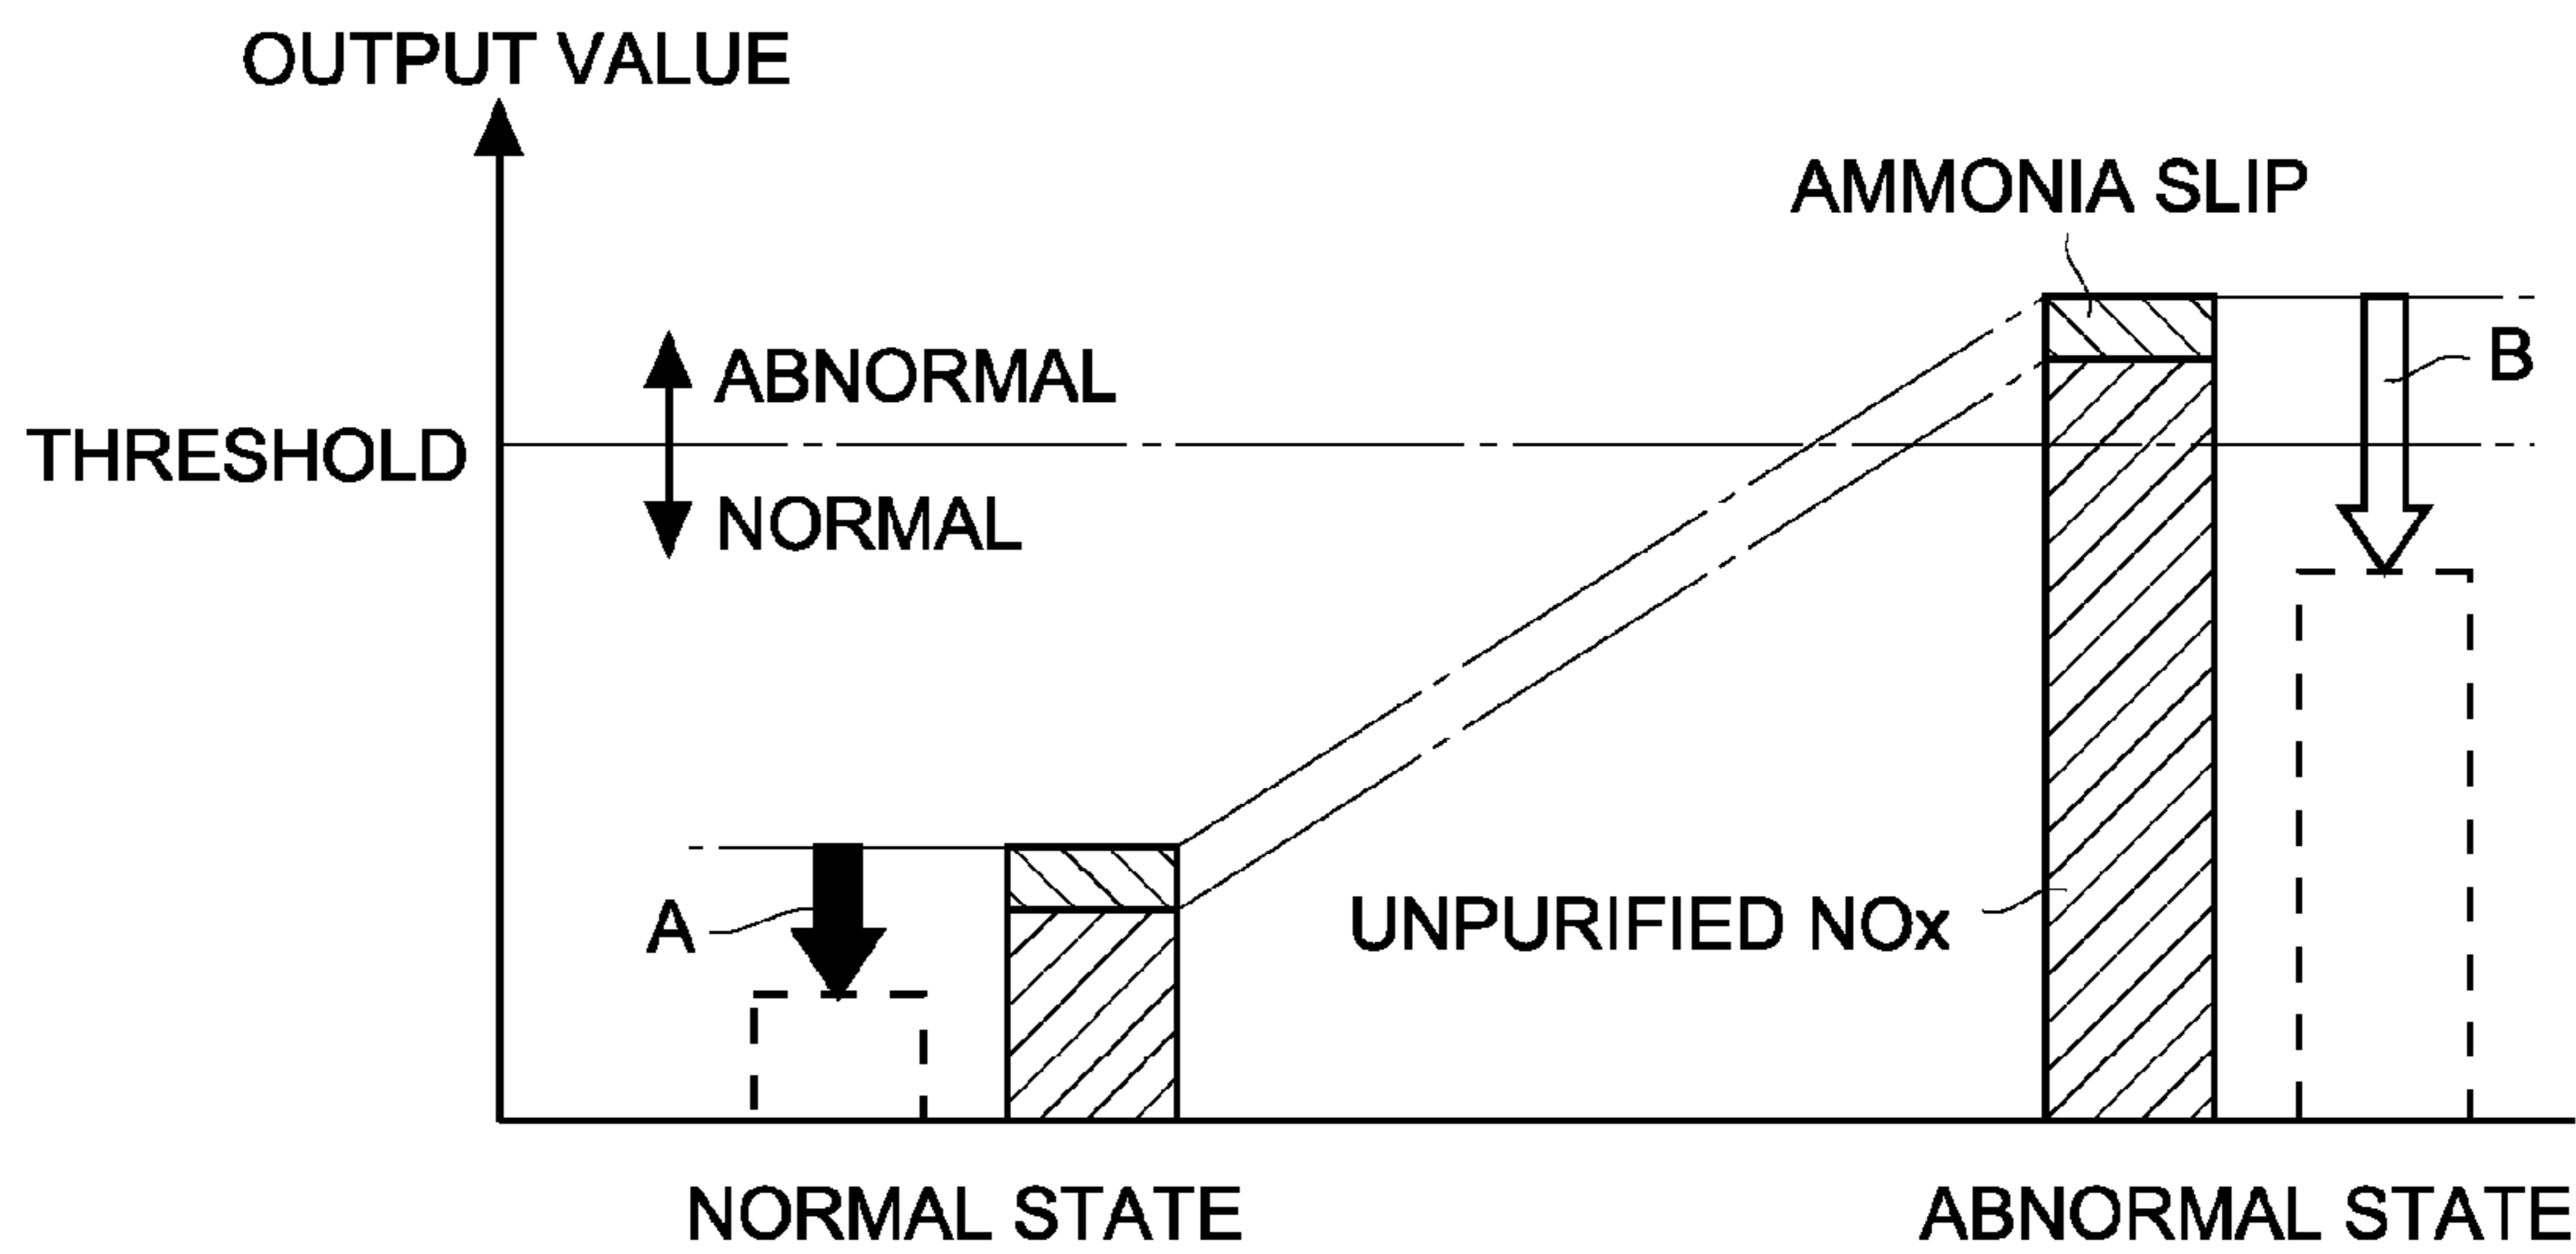 OUTPUT VALUE
AMMONIA SLIP
ABNORMAL
B
THRESHOLD
NORMAL
A
UNPURIFIED NOx
NORMAL STATE
ABNORMAL STATE